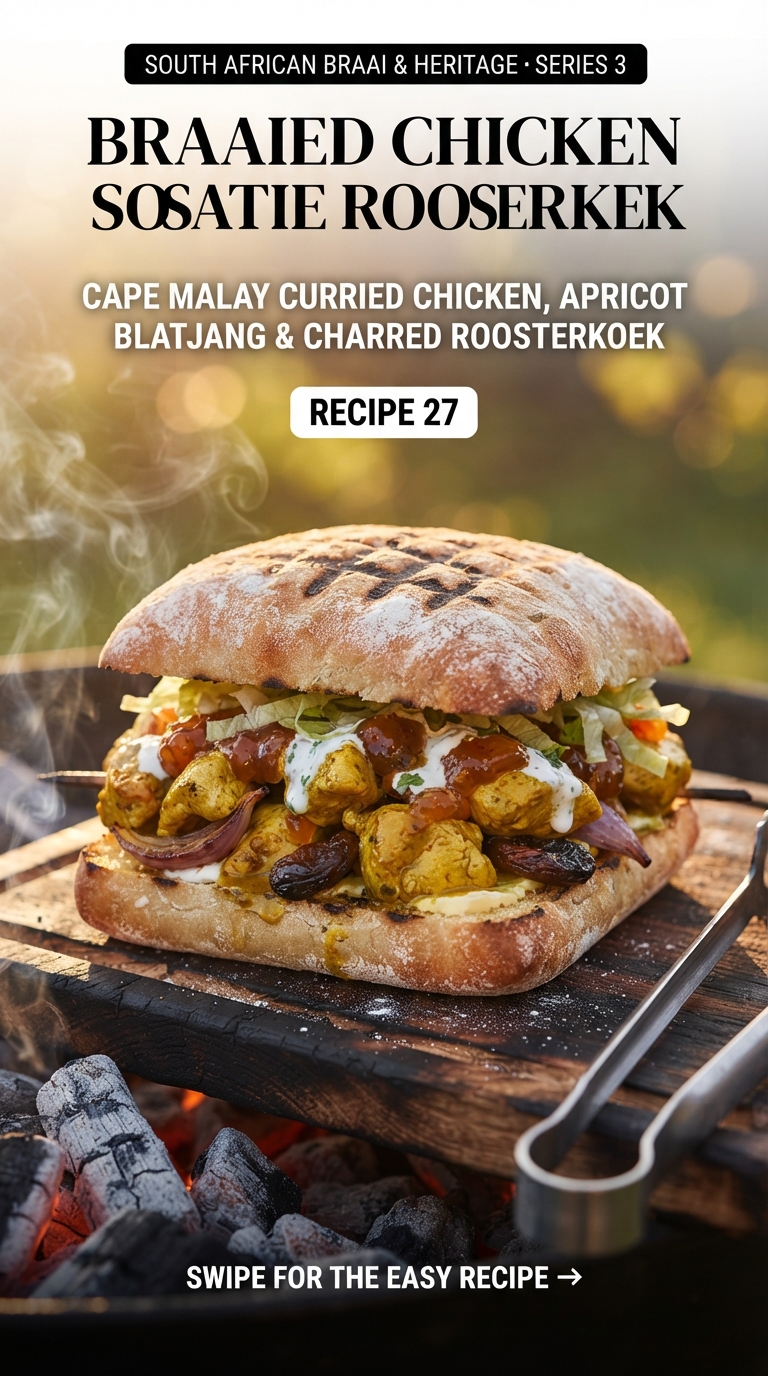 SOUTH AFRICAN BRAAI & HERITAGE · SERIES 3
BRAAIED CHICKEN
SOSATIE ROOSERKEK
CAPE MALAY CURRIED CHICKEN, APRICOT
BLATJANG & CHARRED ROOSTERKOEK
RECIPE 27
SWIPE FOR THE EASY RECIPE →